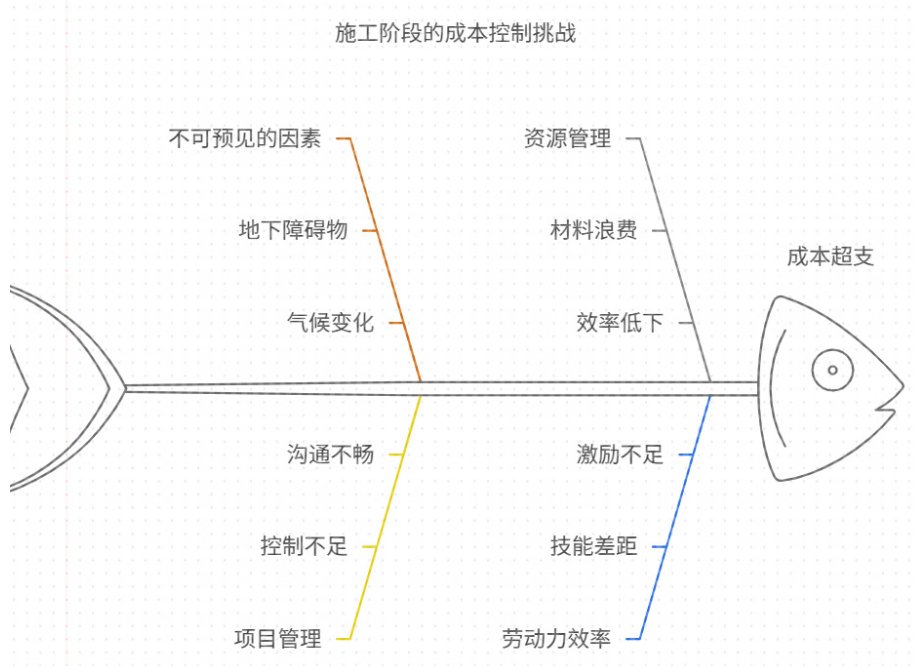 施工阶段的成本控制挑战
不可预见的因素
资源管理
地下障碍物
材料浪费
成本超支
气候变化
效率低下
沟通不畅
激励不足
控制不足
技能差距
项目管理
劳动力效率